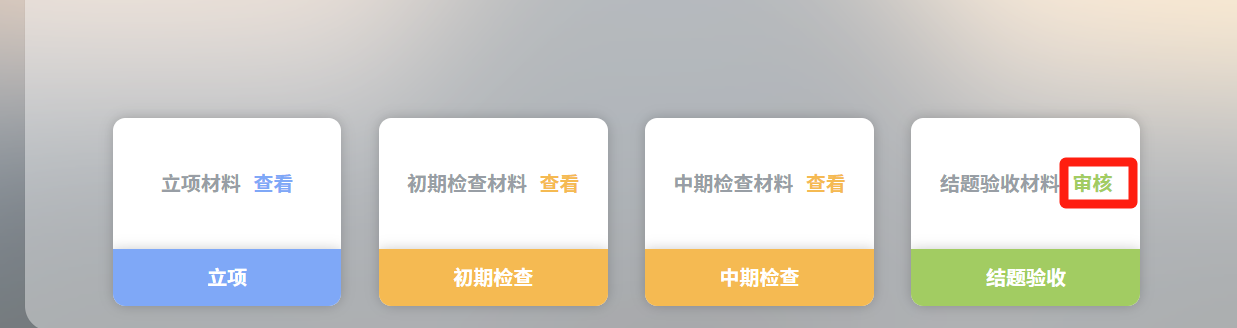 立项材料 查看
初期检查材料 查看
中期检查材料 查看
结题验收材料 审核
立项
初期检查
中期检查
结题验收